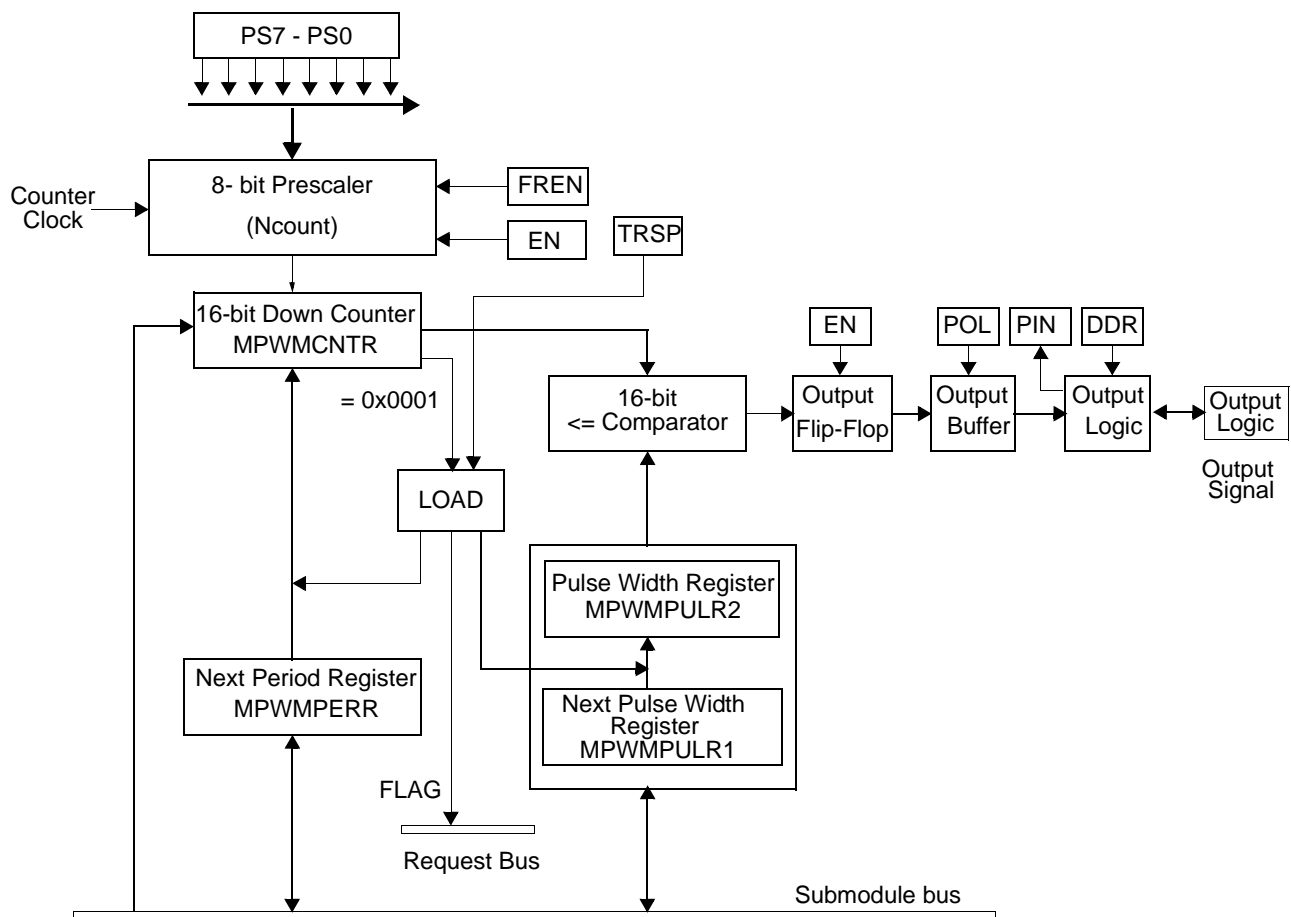 PS7 - PS0
8- bit Prescaler
(Ncount)
Counter
Clock
FREN
EN
TRSP
16-bit Down Counter
MPWMCNTR
= 0x0001
EN
POL
PIN
DDR
16-bit
<= Comparator
Output
Flip-Flop
Output
Buffer
Output
Logic
Output
Logic
Output
Signal
LOAD
Pulse Width Register
MPWMPULR2
Next Period Register
MPWMPERR
Next Pulse Width
Register
MPWMPULR1
FLAG
Request Bus
Submodule bus